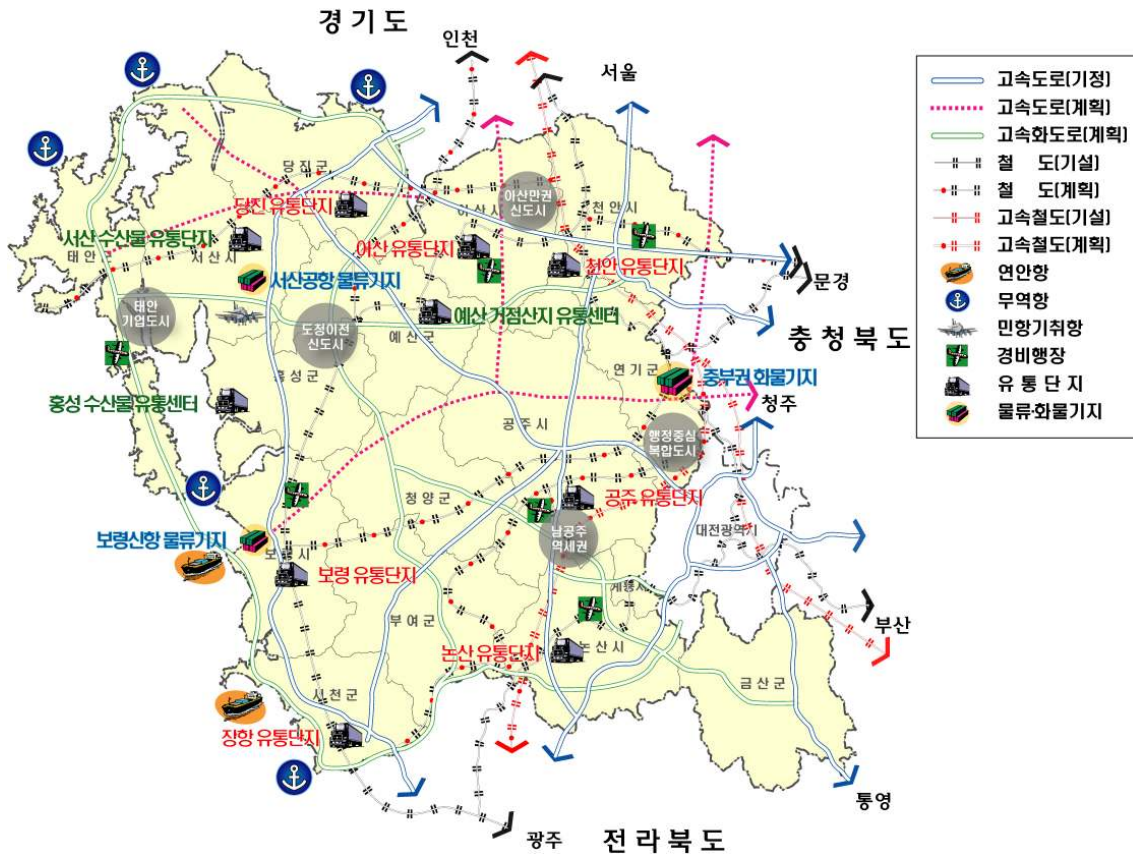 경기도
인천
서울
당진군
당진 유통단지
아산만권
신도시
아산시
천안시
서산 수산물 유통단지
태안
서산시
아산 유통단지
천안 유통단지
서산공항 물류기지
문경
태안
기업도시
도청이전
신도시
예산 거점산지 유통센터
예산군
충청북도
홍성군
연기군
중부권 화물기지
홍성 수산물 유통센터
청주
공주시
행정중심
복합도시
청양군
공주 유통단지
남공주
역세권
대전광역시
보령신항 물류기지
보령시
보령 유통단지
계룡시
부여군
부산
논산 유통단지
논산시
금산군
서천군
장항 유통단지
통영
광주
전라북도
고속도로(기정)
고속도로(계획)
고속화도로(계획)
철 도(기설)
철 도(계획)
고속철도(기설)
고속철도(계획)
연안항
무역항
민항기취항
경비행장
유통단지
물류·화물기지